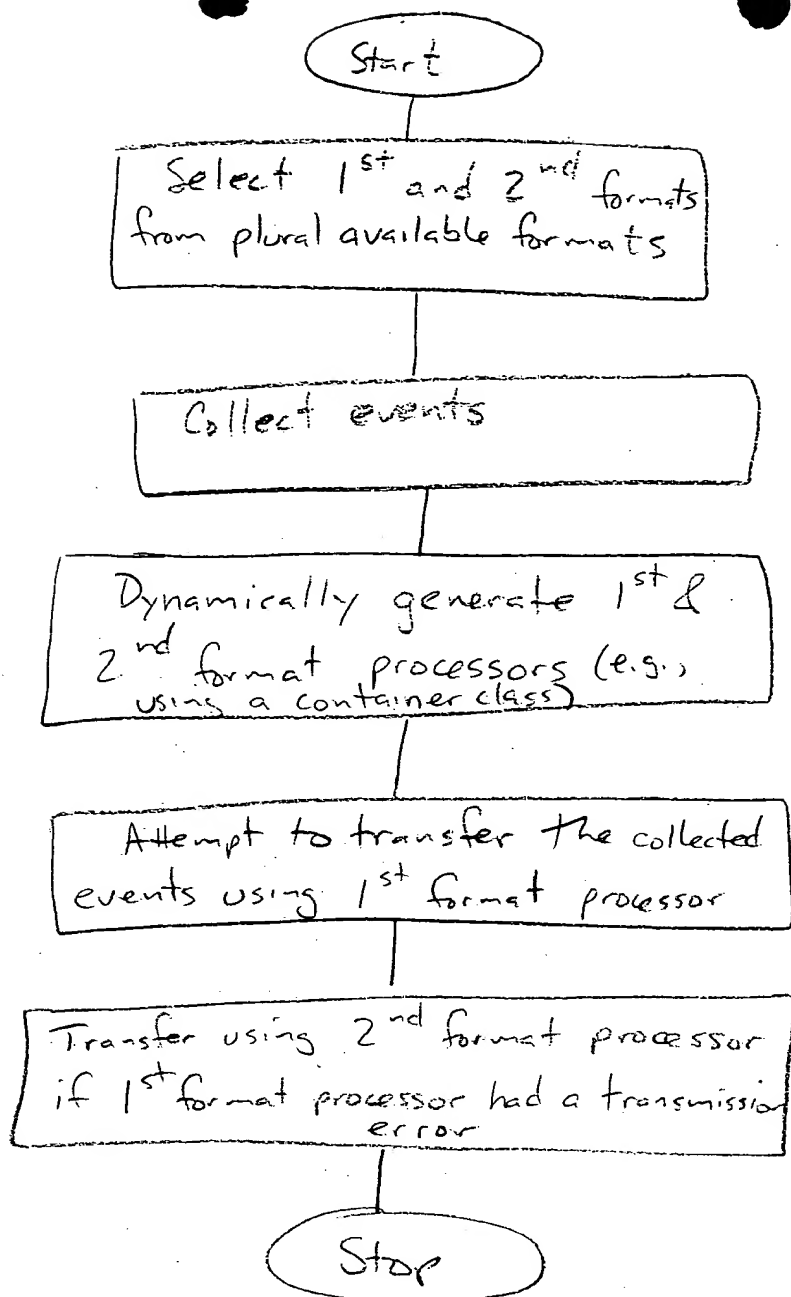 Start
Select 1st and 2nd formats
from plural available formats
Collect events
Dynamically generate 1st &
2nd format processors (e.g.,
using a container class)
Attempt to transfer the collected
events using 1st format processor
Transfer using 2nd format processor
if 1st format processor had a transmission
error
Stop